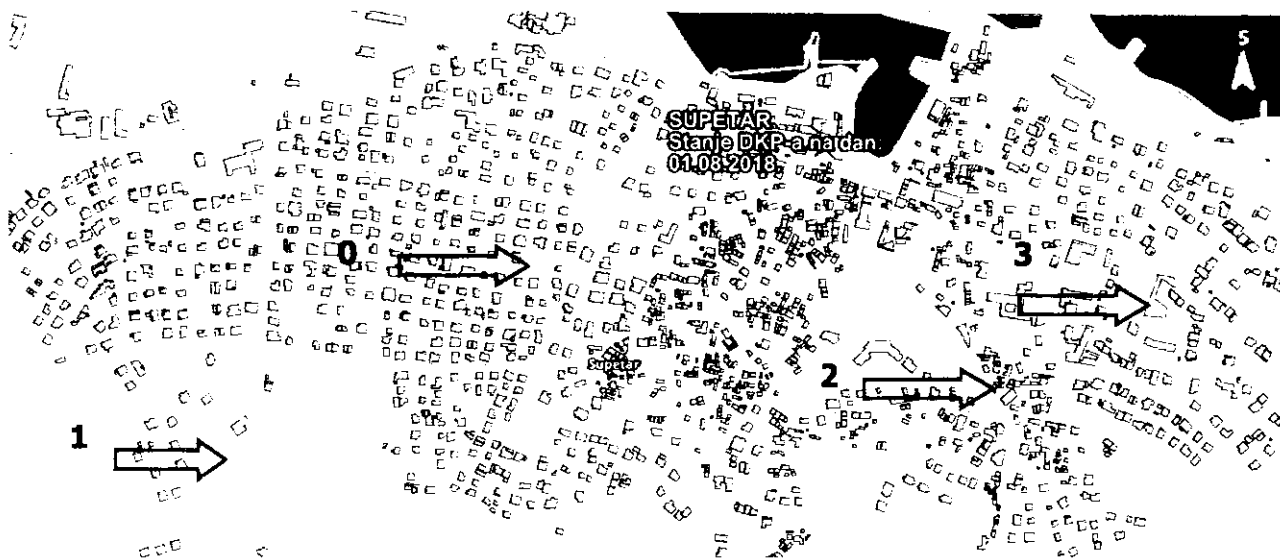 S
SUPETAR
Stanje DKP-a na dan
01.08.2018
0
3
Supetar
2
1